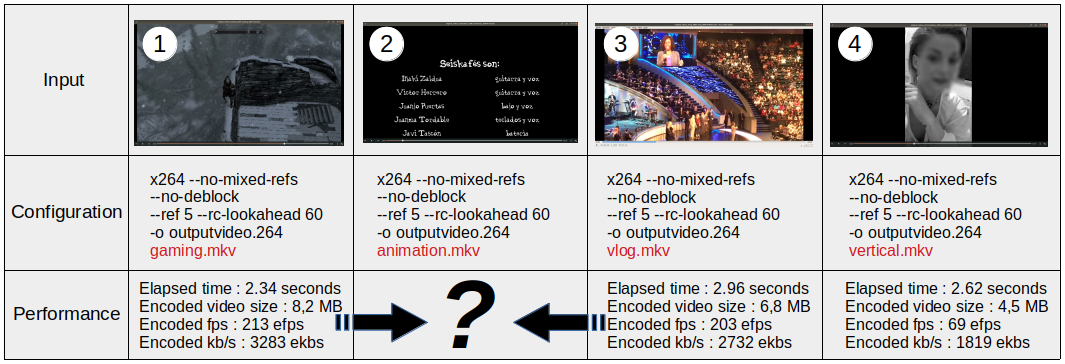 Input
1
2
Seiskafés son:
Iñaki Zaldua guitarra y voz
Victor Herrero guitarra y voz
Juanjo Puertas bajo y voz
Juanma Tordable teclados y voz
Javi Tascón batería
3
4
Configuration
x264 --no-mixed-refs
--no-deblock
--ref 5 --rc-lookahead 60
-o outputvideo.264
gaming.mkv
x264 --no-mixed-refs
--no-deblock
--ref 5 --rc-lookahead 60
-o outputvideo.264
animation.mkv
x264 --no-mixed-refs
--no-deblock
--ref 5 --rc-lookahead 60
-o outputvideo.264
vlog.mkv
x264 --no-mixed-refs
--no-deblock
--ref 5 --rc-lookahead 60
-o outputvideo.264
vertical.mkv
Performance
Elapsed time : 2.34 seconds
Encoded video size : 8,2 MB
Encoded fps : 213 efps
Encoded kb/s : 3283 ekbs
?
Elapsed time : 2.96 seconds
Encoded video size : 6,8 MB
Encoded fps : 203 efps
Encoded kb/s : 2732 ekbs
Elapsed time : 2.62 seconds
Encoded video size : 4,5 MB
Encoded fps : 69 efps
Encoded kb/s : 1819 ekbs